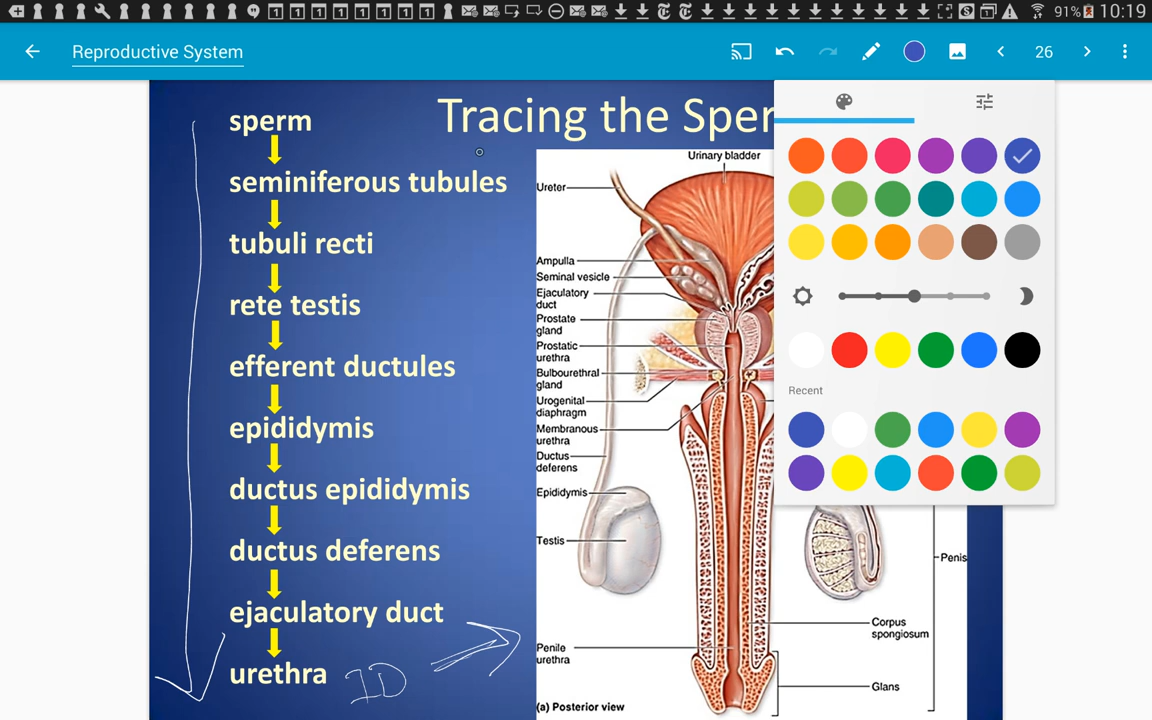 91% 10:19
Reproductive System
26
Tracing the Sper
sperm
seminiferous tubules
tubuli recti
rete testis
efferent ductules
epididymis
ductus epididymis
ductus deferens
ejaculatory duct
urethra
ID
Urinary bladder
Ureter
Ampulla
Seminal vesicle
Ejaculatory
duct
Prostate
gland
Prostatic
urethra
Bulbourethral
gland
Urogenital
diaphragm
Membranous
urethra
Ductus
deferens
Epididymis
Testis
Penile
urethra
(a) Posterior view
Penis
Corpus
spongiosum
Glans
Recent